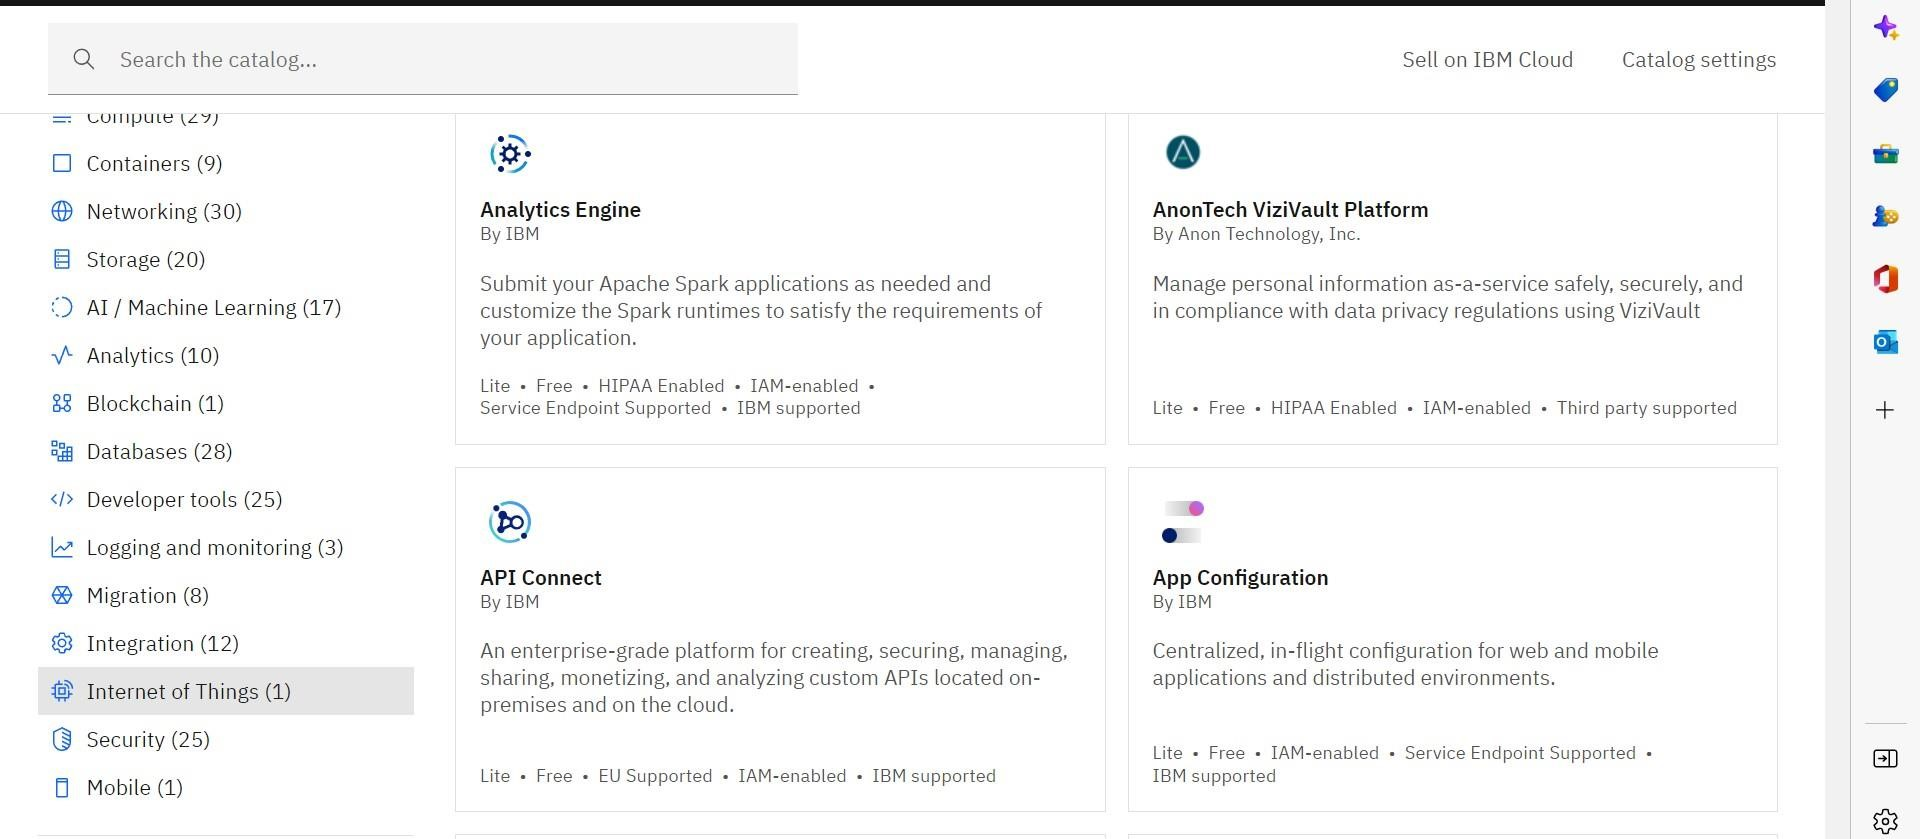 Search the catalog...
Sell on IBM Cloud
Catalog settings
Compute (29)
Containers (9)
Networking (30)
Storage (20)
AI / Machine Learning (17)
Analytics (10)
Blockchain (1)
Databases (28)
Developer tools (25)
Logging and monitoring (3)
Migration (8)
Integration (12)
Internet of Things (1)
Security (25)
Mobile (1)
Analytics Engine
By IBM
Submit your Apache Spark applications as needed and
customize the Spark runtimes to satisfy the requirements of
your application.
Lite • Free • HIPAA Enabled • IAM-enabled •
Service Endpoint Supported • IBM supported
AnonTech ViziVault Platform
By Anon Technology, Inc.
Manage personal information as-a-service safely, securely, and
in compliance with data privacy regulations using ViziVault
Lite • Free • HIPAA Enabled • IAM-enabled • Third party supported
API Connect
By IBM
An enterprise-grade platform for creating, securing, managing,
sharing, monetizing, and analyzing custom APIs located on-
premises and on the cloud.
Lite • Free • EU Supported • IAM-enabled • IBM supported
App Configuration
By IBM
Centralized, in-flight configuration for web and mobile
applications and distributed environments.
Lite • Free • IAM-enabled • Service Endpoint Supported •
IBM supported